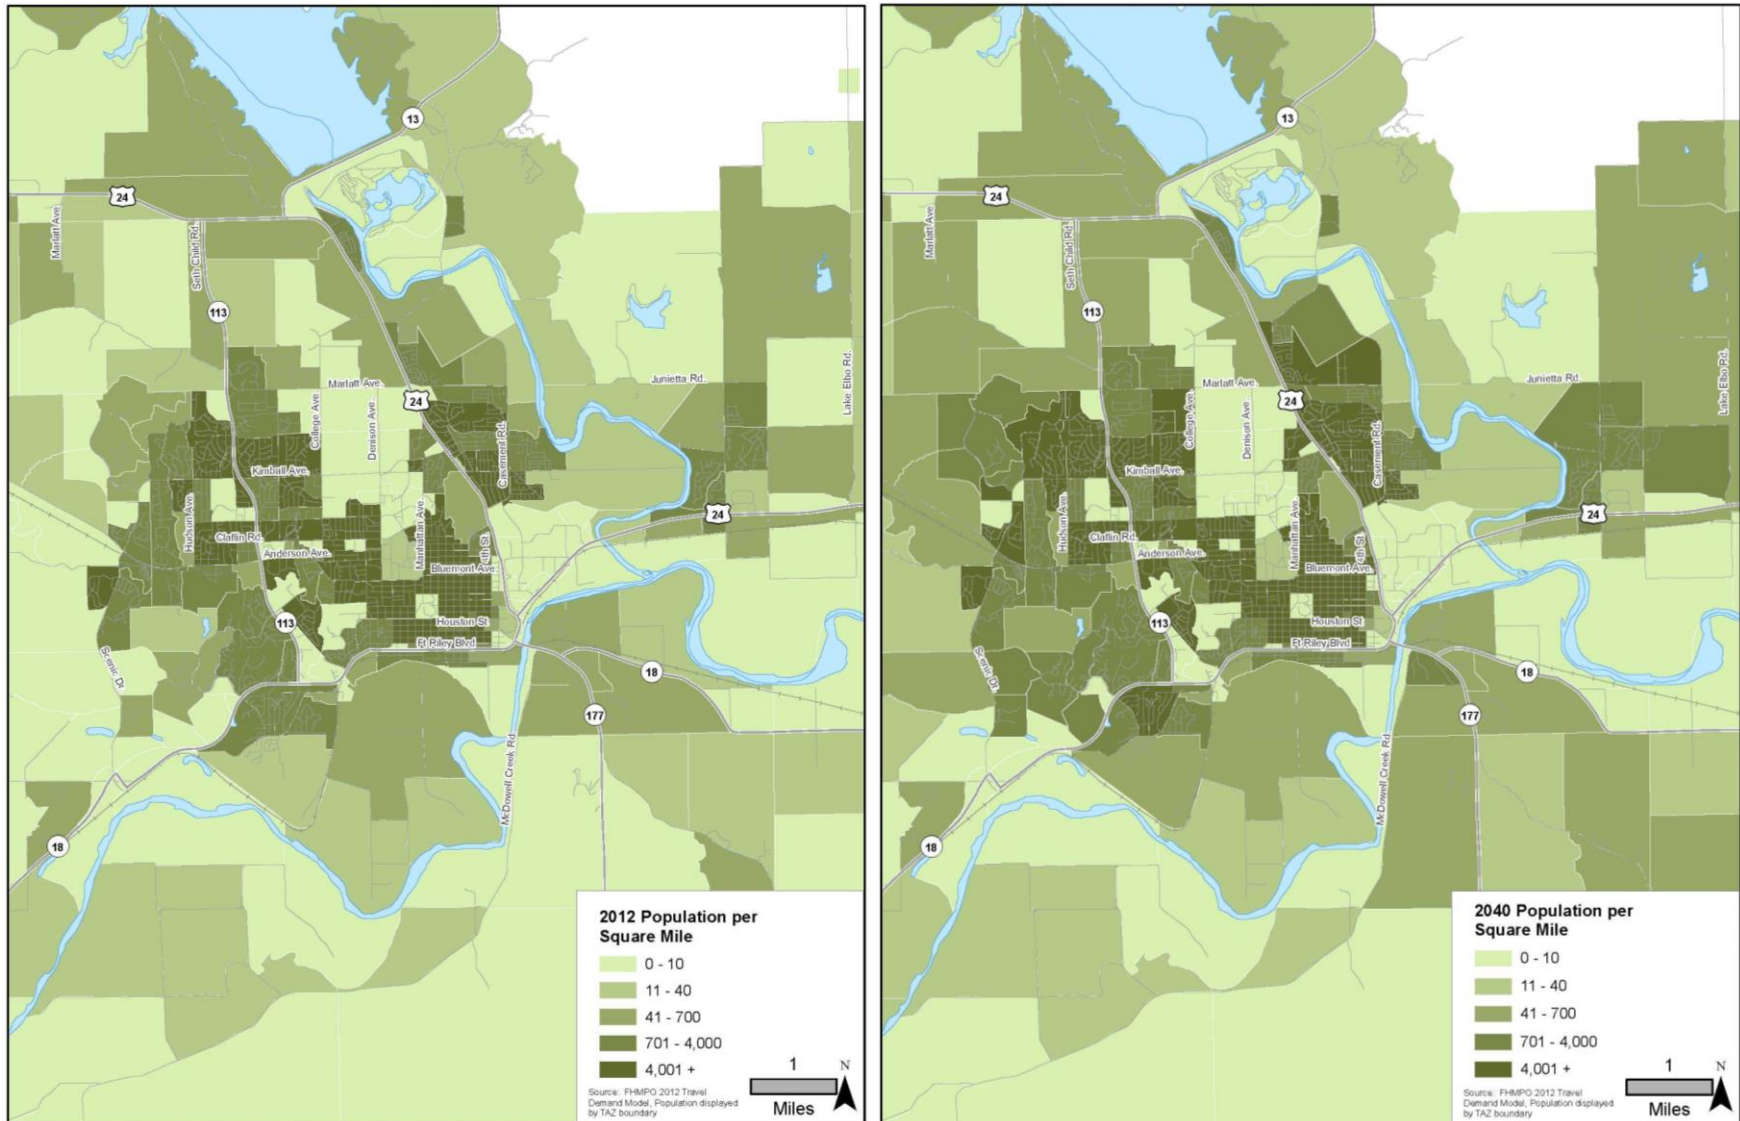 13
24
Marlatt Ave
Seth Child Rd.
113
Marlatt Ave.
College Ave.
Denison Ave.
24
Casement Rd.
Junietta Rd.
Lake Elbo Rd.
Kimball Ave.
Hudson Ave.
Manhattan Ave.
Claflin Rd.
Anderson Ave.
4th St
Bluemont Ave.
24
113
Houston St
Ft Riley Blvd
Scenic Dr.
18
177
McDowell Creek Rd
18
2012 Population per
Square Mile
0 - 10
11 - 40
41 - 700
701 - 4,000
4,001 +
Source: FHMPO 2012 Travel
Demand Model, Population displayed
by TAZ boundary
1
N
Miles
13
24
Marlatt Ave
Seth Child Rd.
113
Marlatt Ave.
College Ave.
Denison Ave.
24
Casement Rd.
Junietta Rd.
Lake Elbo Rd.
Kimball Ave.
Hudson Ave.
Manhattan Ave.
Claflin Rd.
Anderson Ave.
4th St
Bluemont Ave.
24
113
Houston St
Ft Riley Blvd
Scenic Dr.
18
177
McDowell Creek Rd
18
2040 Population per
Square Mile
0 - 10
11 - 40
41 - 700
701 - 4,000
4,001 +
Source: FHMPO 2012 Travel
Demand Model, Population displayed
by TAZ boundary
1
N
Miles